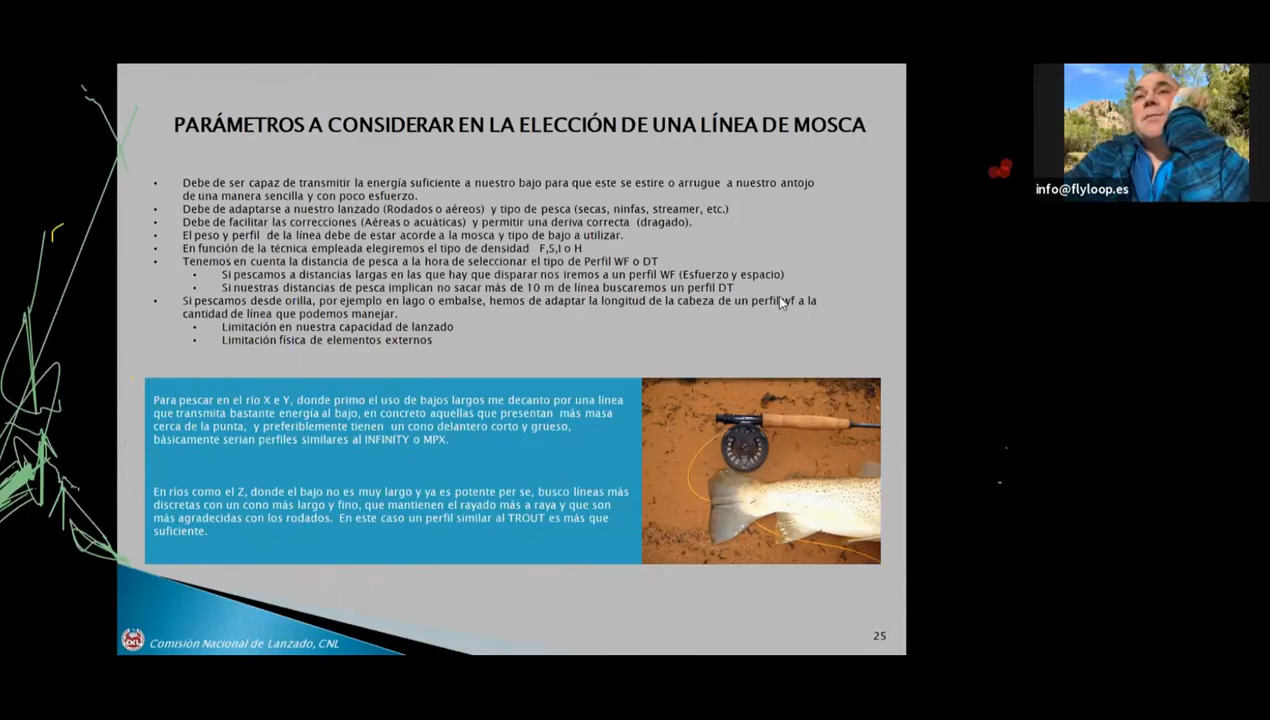 PARÁMETROS A CONSIDERAR EN LA ELECCIÓN DE UNA LÍNEA DE MOSCA
• Debe de ser capaz de transmitir la energía suficiente a nuestro bajo para que este se estire o arrugue a nuestro antojo
de una manera sencilla y con poco esfuerzo.
• Debe de adaptarse a nuestro lanzado (Rodados o aéreos) y tipo de pesca (secas, ninfas, streamer, etc.)
• Debe de facilitar las correcciones (Aéreas o acuáticas) y permitir una deriva correcta (dragado).
• El peso y perfil de la línea debe de estar acorde a la mosca y tipo de bajo a utilizar.
• En función de la técnica empleada elegiremos el tipo de densidad F,S,I o H
• Tenemos en cuenta la distancia de pesca a la hora de seleccionar el tipo de Perfil WF o DT
• Si pescamos a distancias largas en las que hay que disparar nos iremos a un perfil WF (Esfuerzo y espacio)
• Si nuestras distancias de pesca implican no sacar más de 10 m de línea buscaremos un perfil DT
• Si pescamos desde orilla, por ejemplo en lago o embalse, hemos de adaptar la longitud de la cabeza de un perfil wf a la
cantidad de línea que podemos manejar.
• Limitación en nuestra capacidad de lanzado
• Limitación física de elementos externos
Para pescar en el río X e Y, donde primo el uso de bajos largos me decanto por una línea
que transmita bastante energía al bajo, en concreto aquellas que presentan más masa
cerca de la punta, y preferiblemente tienen un cono delantero corto y grueso,
básicamente serian perfiles similares al INFINITY o MPX.
En ríos como el Z, donde el bajo no es muy largo y ya es potente per se, busco líneas más
discretas con un cono más largo y fino, que mantienen el rayado más a raya y que son
más agradecidas con los rodados. En este caso un perfil similar al TROUT es más que
suficiente.
CNL
Comisión Nacional de Lanzado, CNL
25
info@flyloop.es